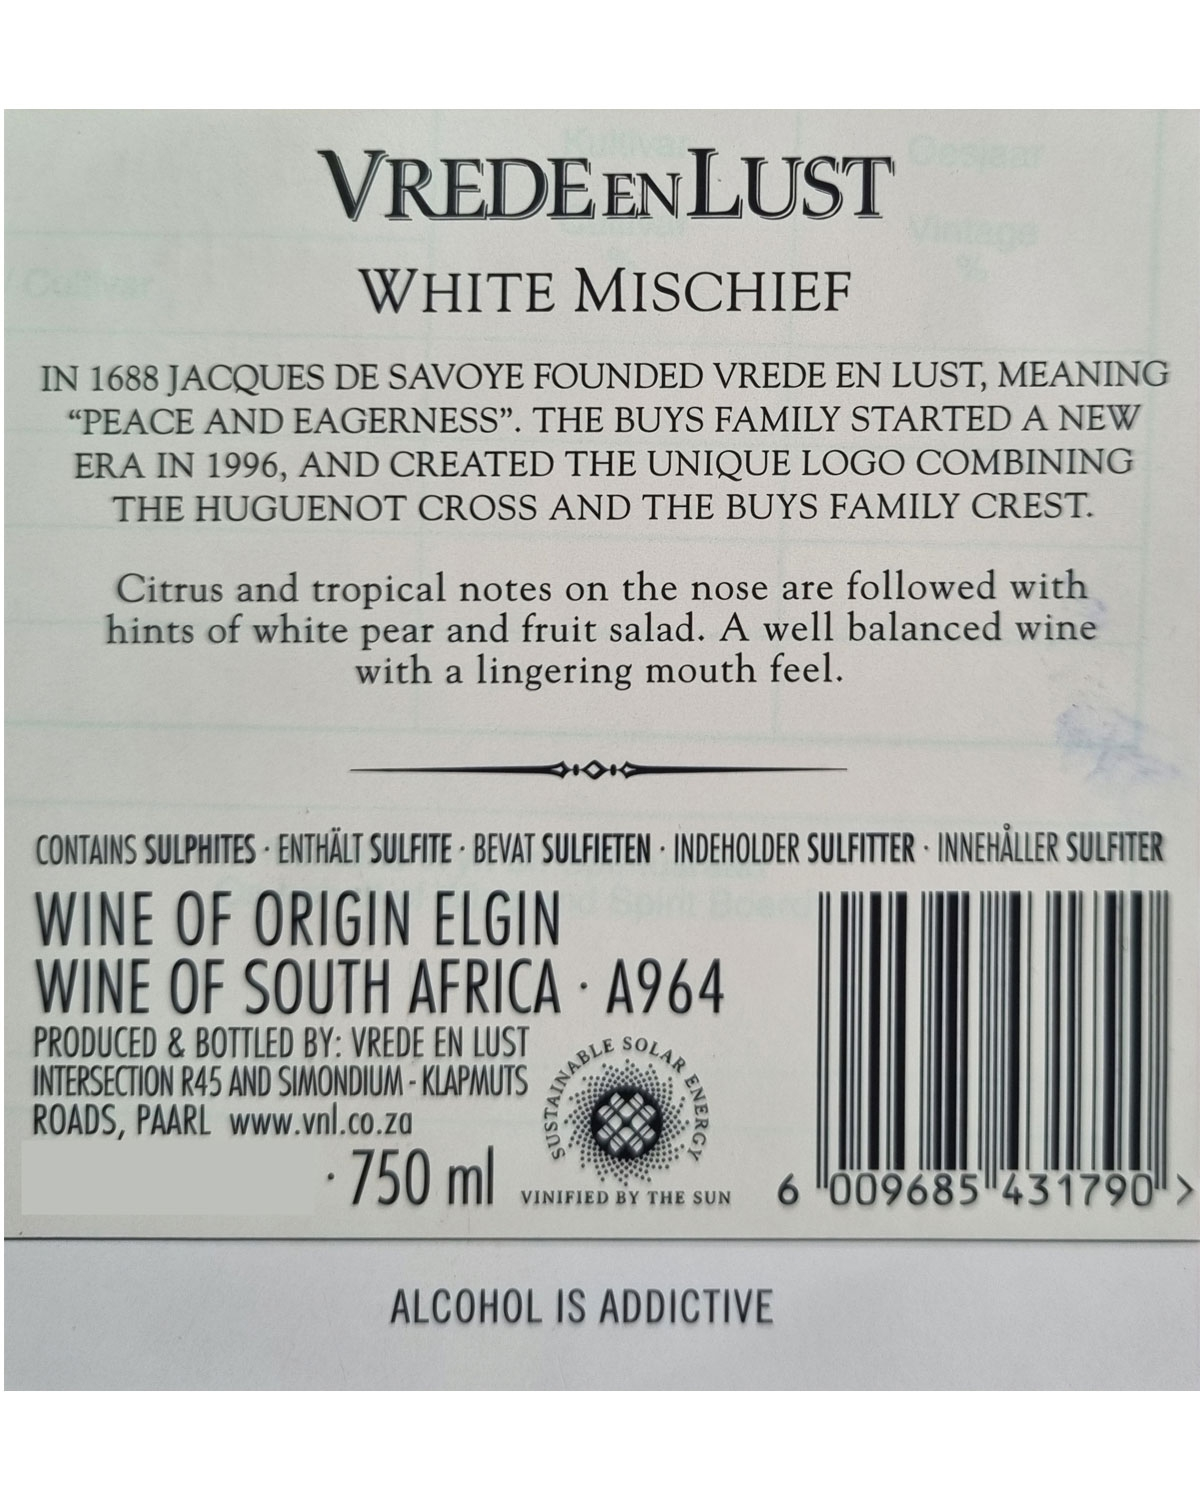 VREDE EN LUST
WHITE MISCHIEF
IN 1688 JACQUES DE SAVOYE FOUNDED VREDE EN LUST, MEANING
"PEACE AND EAGERNESS". THE BUYS FAMILY STARTED A NEW
ERA IN 1996, AND CREATED THE UNIQUE LOGO COMBINING
THE HUGUENOT CROSS AND THE BUYS FAMILY CREST.
Citrus and tropical notes on the nose are followed with
hints of white pear and fruit salad. A well balanced wine
with a lingering mouth feel.
CONTAINS SULPHITES · ENTHÄLT SULFITE · BEVAT SULFIETEN · INDEHOLDER SULFITTER · INNEHÅLLER SULFITER
WINE OF ORIGIN ELGIN
WINE OF SOUTH AFRICA · A964
PRODUCED & BOTTLED BY: VREDE EN LUST
INTERSECTION R45 AND SIMONDIUM - KLAPMUTS
ROADS, PAARL www.vnl.co.za
· 750 ml
SUSTAINABLE SOLAR ENERGY
VINIFIED BY THE SUN
6 009685 431790 >
ALCOHOL IS ADDICTIVE